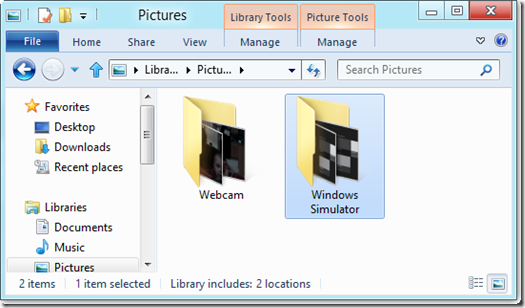 Pictures Library Tools Picture Tools
File Home Share View Manage Manage
Libra... Pictu... Search Pictures
Favorites
Desktop
Downloads
Recent places
Libraries
Documents
Music
Pictures
Webcam
Windows
Simulator
2 items 1 item selected Library includes: 2 locations